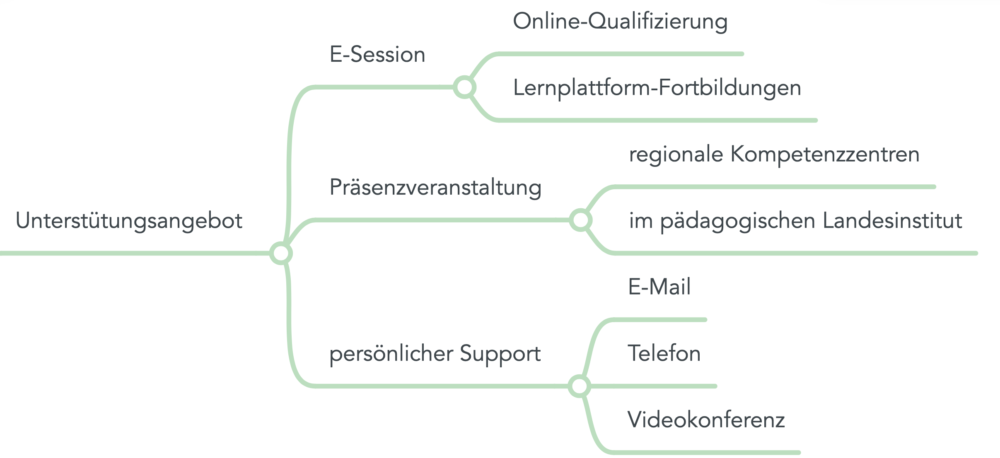 Unterstütungsangebot
E-Session
Online-Qualifizierung
Lernplattform-Fortbildungen
Präsenzveranstaltung
regionale Kompetenzzentren
im pädagogischen Landesinstitut
persönlicher Support
E-Mail
Telefon
Videokonferenz